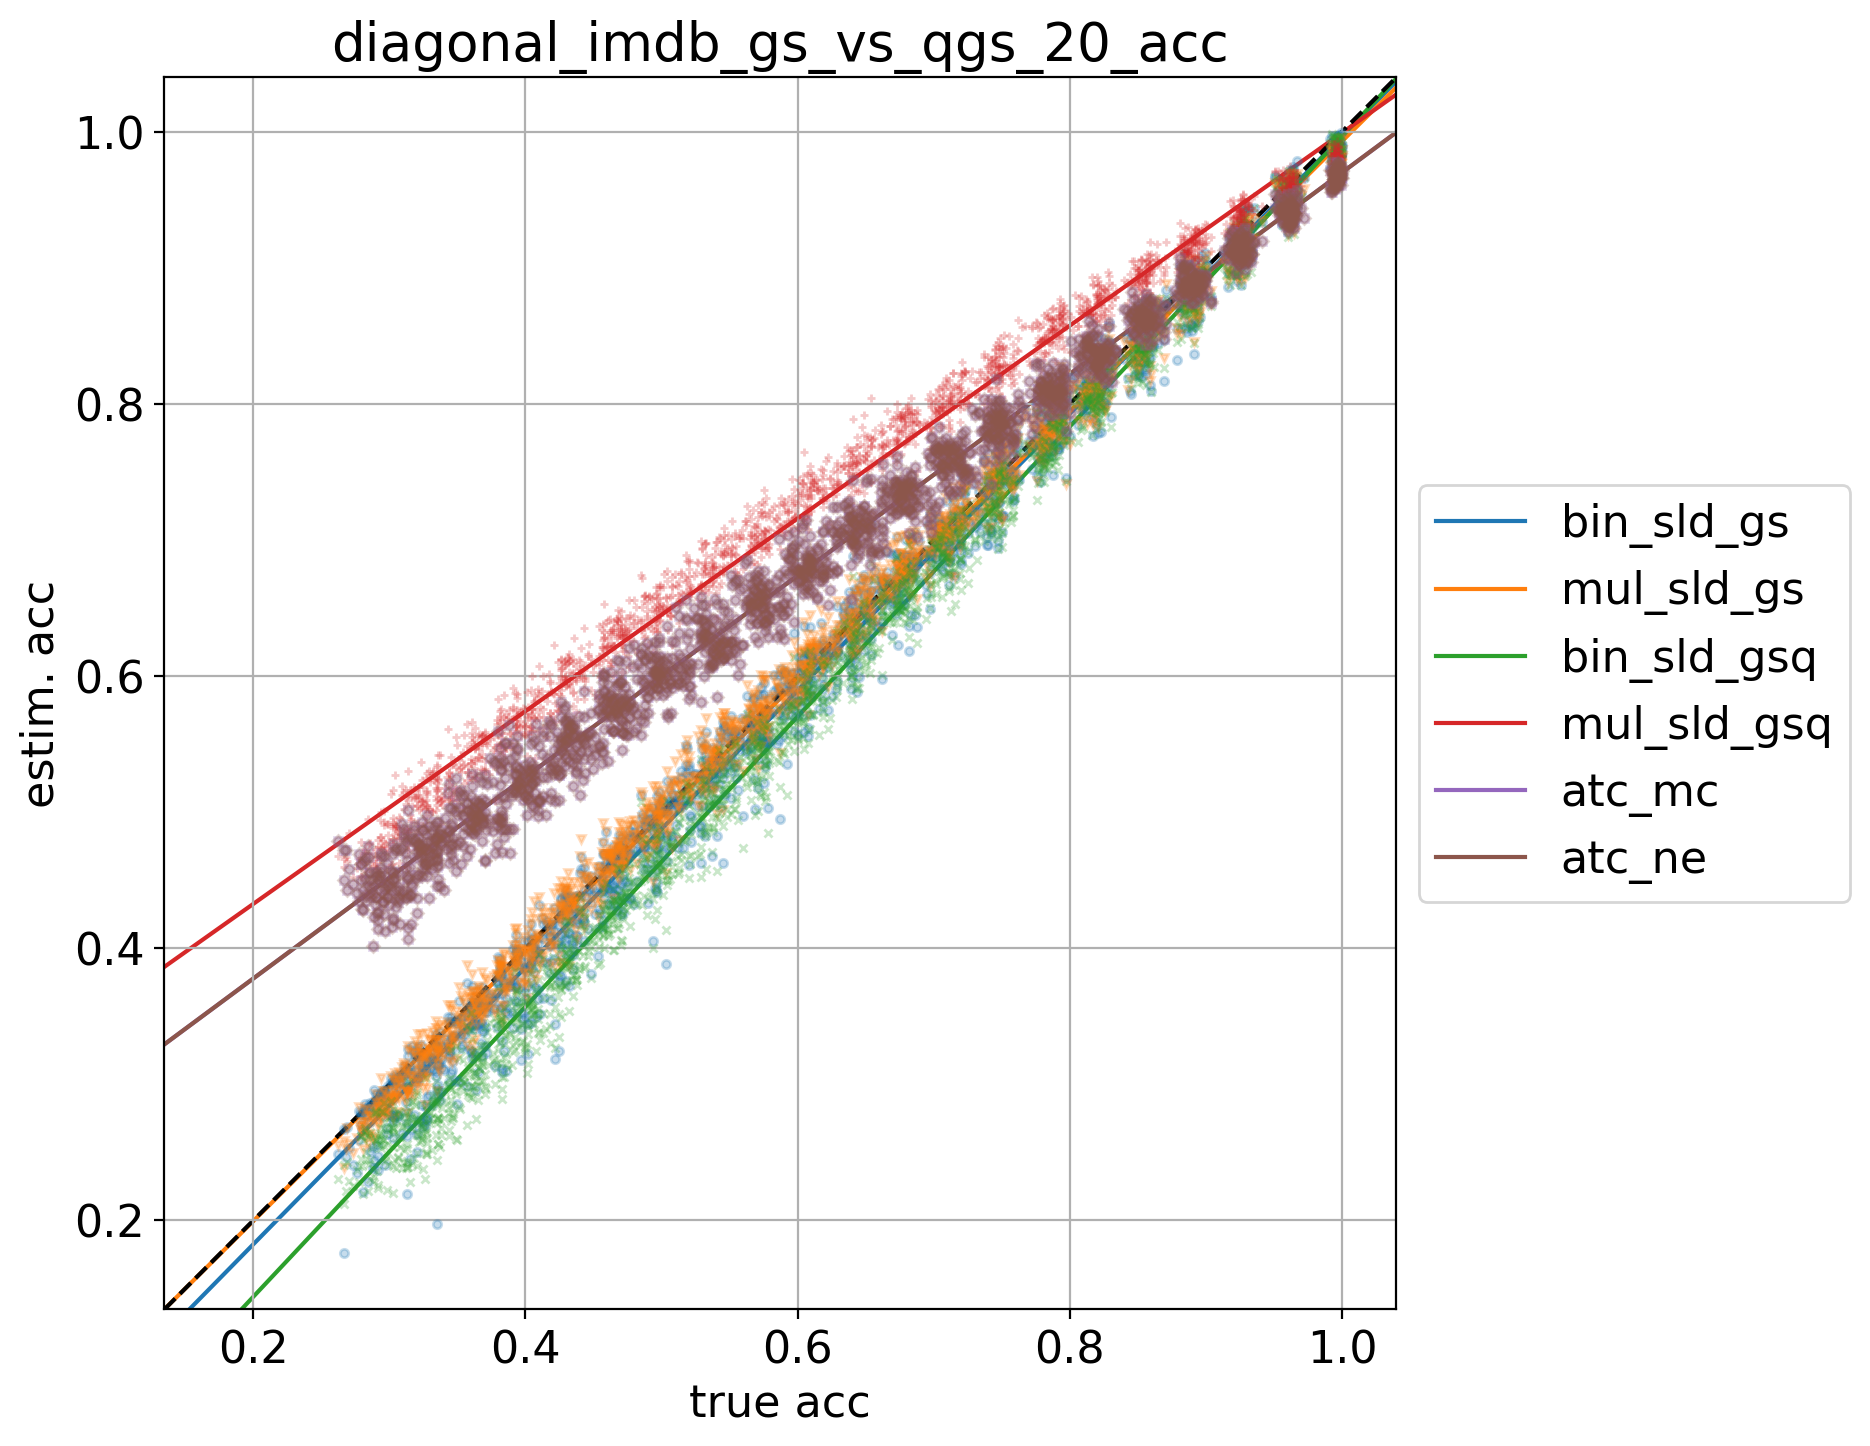 diagonal_imdb_gs_vs_qgs_20_acc
1.0
0.8
0.6
0.4
0.2
estim. acc
0.2
0.4
0.6
0.8
1.0
true acc
bin_sld_gs
mul_sld_gs
bin_sld_gsq
mul_sld_gsq
atc_mc
atc_ne